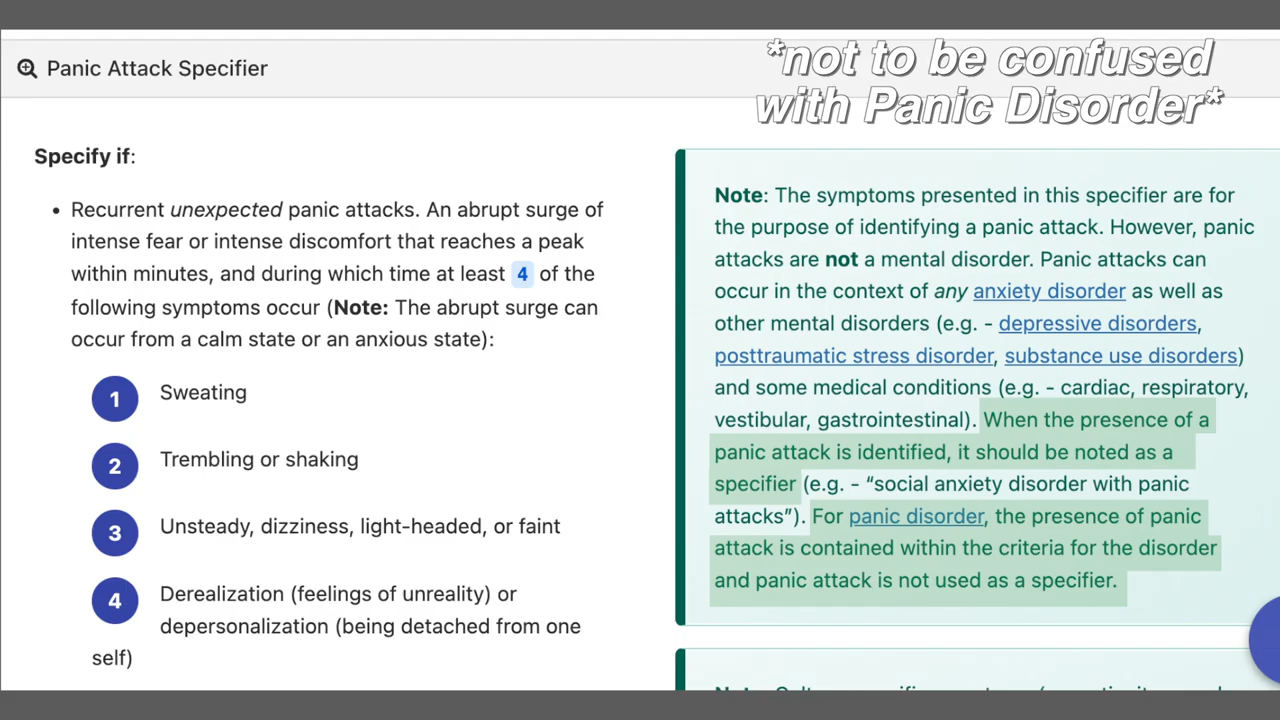 Panic Attack Specifier
*not to be confused
with Panic Disorder*
Specify if:
• Recurrent unexpected panic attacks. An abrupt surge of
intense fear or intense discomfort that reaches a peak
within minutes, and during which time at least 4 of the
following symptoms occur (Note: The abrupt surge can
occur from a calm state or an anxious state):
1 Sweating
2 Trembling or shaking
3 Unsteady, dizziness, light-headed, or faint
4 Derealization (feelings of unreality) or
depersonalization (being detached from one
self)
Note: The symptoms presented in this specifier are for
the purpose of identifying a panic attack. However, panic
attacks are not a mental disorder. Panic attacks can
occur in the context of any anxiety disorder as well as
other mental disorders (e.g. - depressive disorders,
posttraumatic stress disorder, substance use disorders)
and some medical conditions (e.g. - cardiac, respiratory,
vestibular, gastrointestinal). When the presence of a
panic attack is identified, it should be noted as a
specifier (e.g. - “social anxiety disorder with panic
attacks”). For panic disorder, the presence of panic
attack is contained within the criteria for the disorder
and panic attack is not used as a specifier.